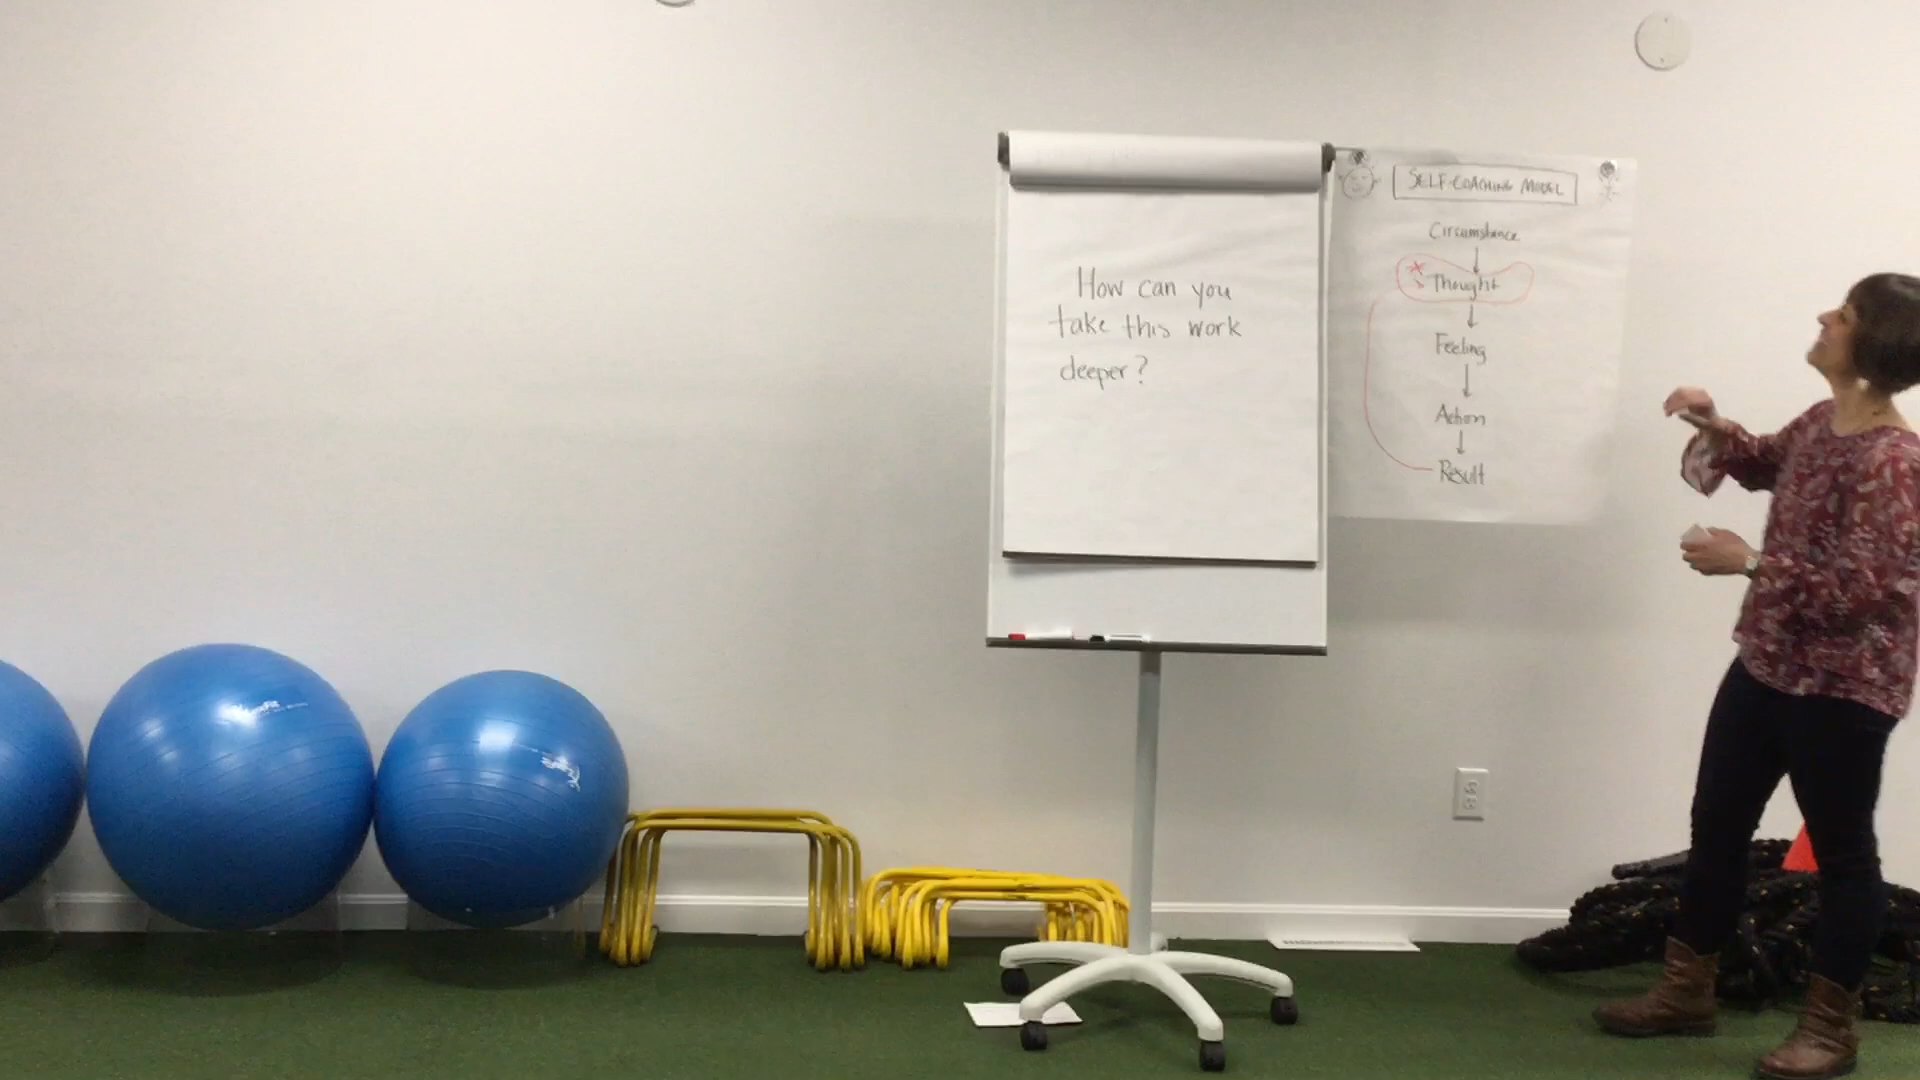 How can you
take this work
deeper?
SELF-COACHING MODEL
Circumstance
Thought
Feeling
Action
Result